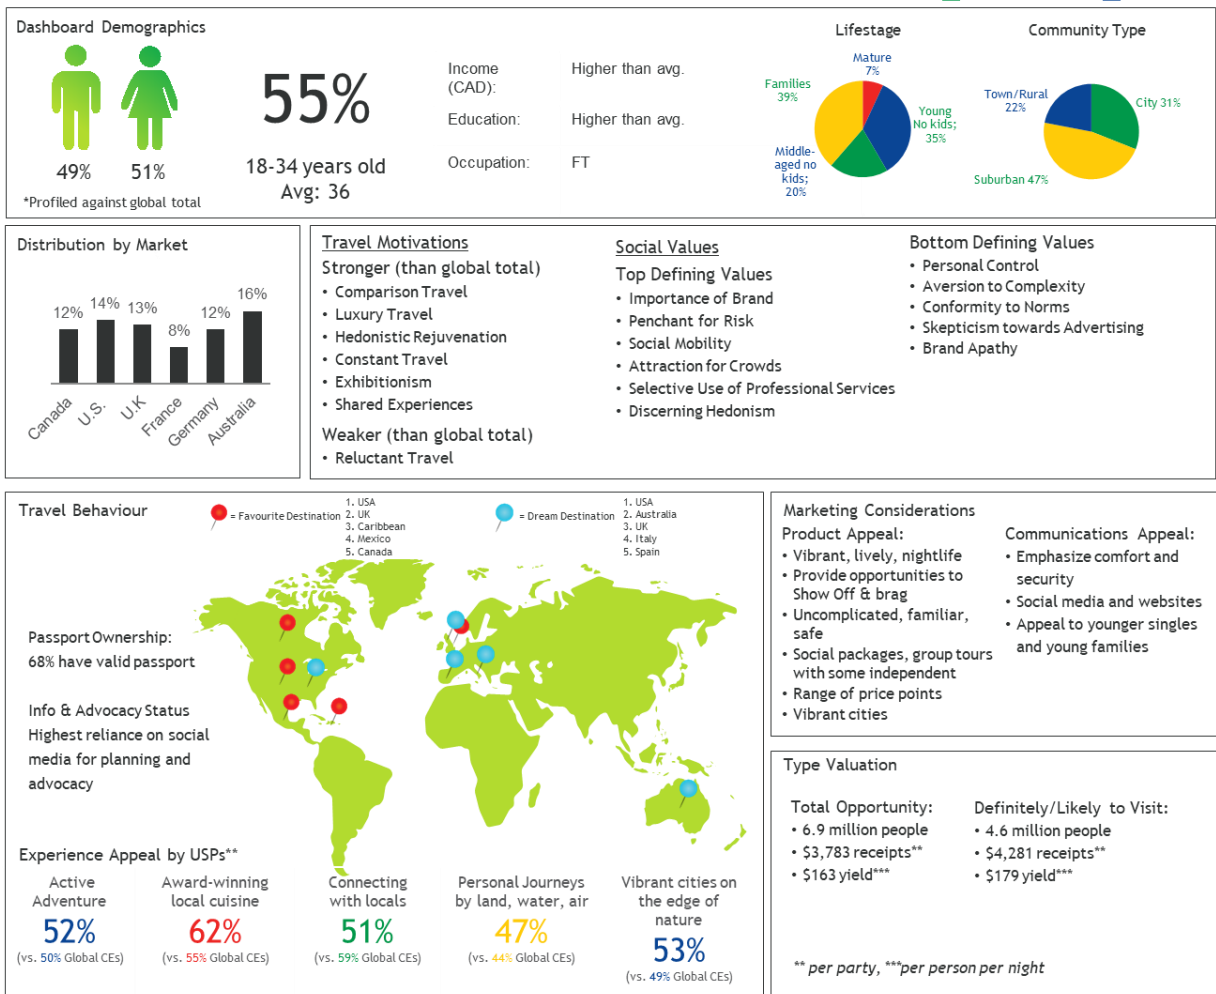 Dashboard Demographics
49%
51%
*Profiled against global total
55%
18-34 years old
Avg: 36
Income
(CAD):
Higher than avg.
Education:
Higher than avg.
Occupation:
FT
Lifestage
Mature
7%
Families
39%
Young
No kids;
35%
Middle-
aged no
kids;
20%
Community Type
Town/Rural
22%
City 31%
Suburban 47%
Distribution by Market
12%
14%
13%
8%
12%
16%
Canada
U.S.
U.K
France
Germany
Australia
Travel Motivations
Stronger (than global total)
• Comparison Travel
• Luxury Travel
• Hedonistic Rejuvenation
• Constant Travel
• Exhibitionism
• Shared Experiences
Weaker (than global total)
• Reluctant Travel
Social Values
Top Defining Values
• Importance of Brand
• Penchant for Risk
• Social Mobility
• Attraction for Crowds
• Selective Use of Professional Services
• Discerning Hedonism
Bottom Defining Values
• Personal Control
• Aversion to Complexity
• Conformity to Norms
• Skepticism towards Advertising
• Brand Apathy
Travel Behaviour
= Favourite Destination
1. USA
2. UK
3. Caribbean
4. Mexico
5. Canada
= Dream Destination
1. USA
2. Australia
3. UK
4. Italy
5. Spain
Passport Ownership:
68% have valid passport
Info & Advocacy Status
Highest reliance on social
media for planning and
advocacy
Experience Appeal by USPs**
Active
Adventure
52%
(vs. 50% Global CEs)
Award-winning
local cuisine
62%
(vs. 55% Global CEs)
Connecting
with locals
51%
(vs. 59% Global CEs)
Personal Journeys
by land, water, air
47%
(vs. 44% Global CEs)
Vibrant cities on
the edge of
nature
53%
(vs. 49% Global CEs)
Marketing Considerations
Product Appeal:
• Vibrant, lively, nightlife
• Provide opportunities to
Show Off & brag
• Uncomplicated, familiar,
safe
• Social packages, group tours
with some independent
• Range of price points
• Vibrant cities
Communications Appeal:
• Emphasize comfort and
security
• Social media and websites
• Appeal to younger singles
and young families
Type Valuation
Total Opportunity:
• 6.9 million people
• $3,783 receipts**
• $163 yield***
Definitely/Likely to Visit:
• 4.6 million people
• $4,281 receipts**
• $179 yield***
** per party, ***per person per night